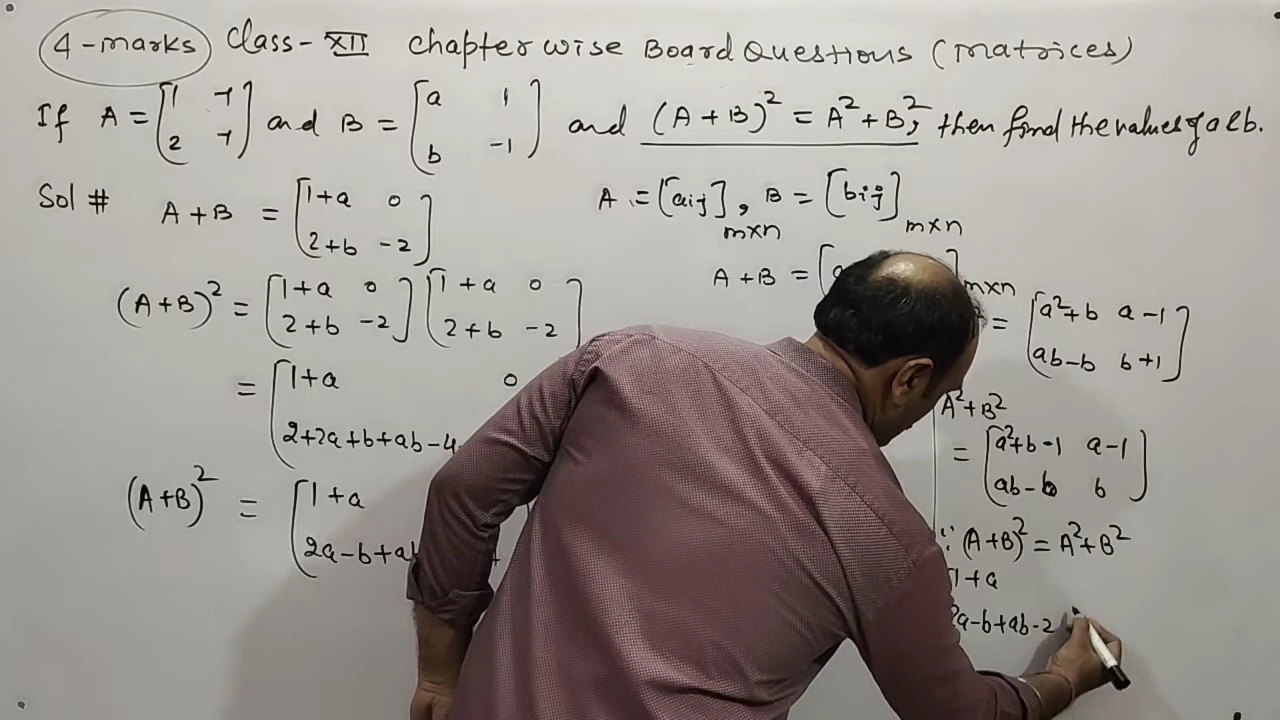 4-marks Class-XII Chapterwise Board Questions (Matrices)
If A = [1 -1; 2 -1] and B = [a 1; b -1] and (A+B)² = A²+B², then find the values of a & b.
Sol # A+B = [1+a 0; 2+b -2]
A = [aij]m×n, B = [bij]m×n
A+B = [ ]m×n
(A+B)² = [1+a 0; 2+b -2] [1+a 0; 2+b -2]
= [a²+b a-1; ab-b b+1]
= [1+a 0; 2+2a+b+ab-4
A²+B²
= [a²+b-1 a-1; ab-b b]
(A+B)² = [1+a; 2a-b+ab
∵ (A+B)² = A²+B²
[1+a
2a-b+ab-2